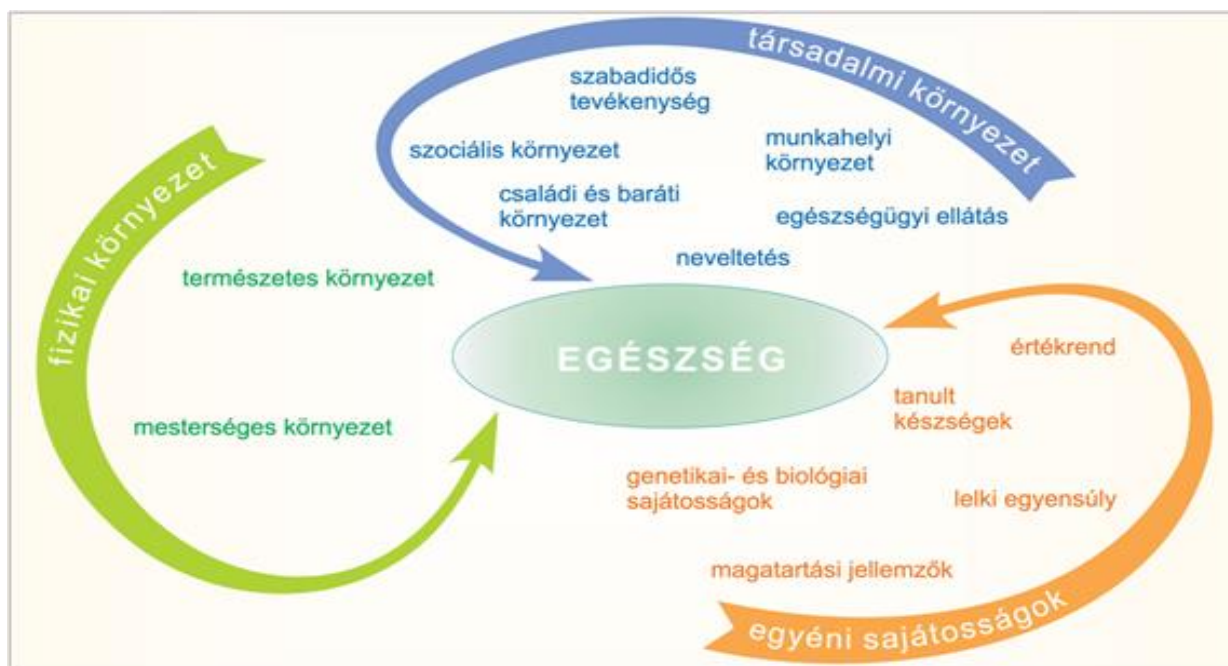 társadalmi környezet
szabadidős
tevékenység
szociális környezet
munkahelyi
környezet
családi és baráti
környezet
egészségügyi ellátás
neveltetés
fizikai környezet
természetes környezet
mesterséges környezet
EGÉSZSÉG
értékrend
tanult
készségek
genetikai- és biológiai
sajátosságok
lelki egyensúly
magatartási jellemzők
egyéni sajátosságok